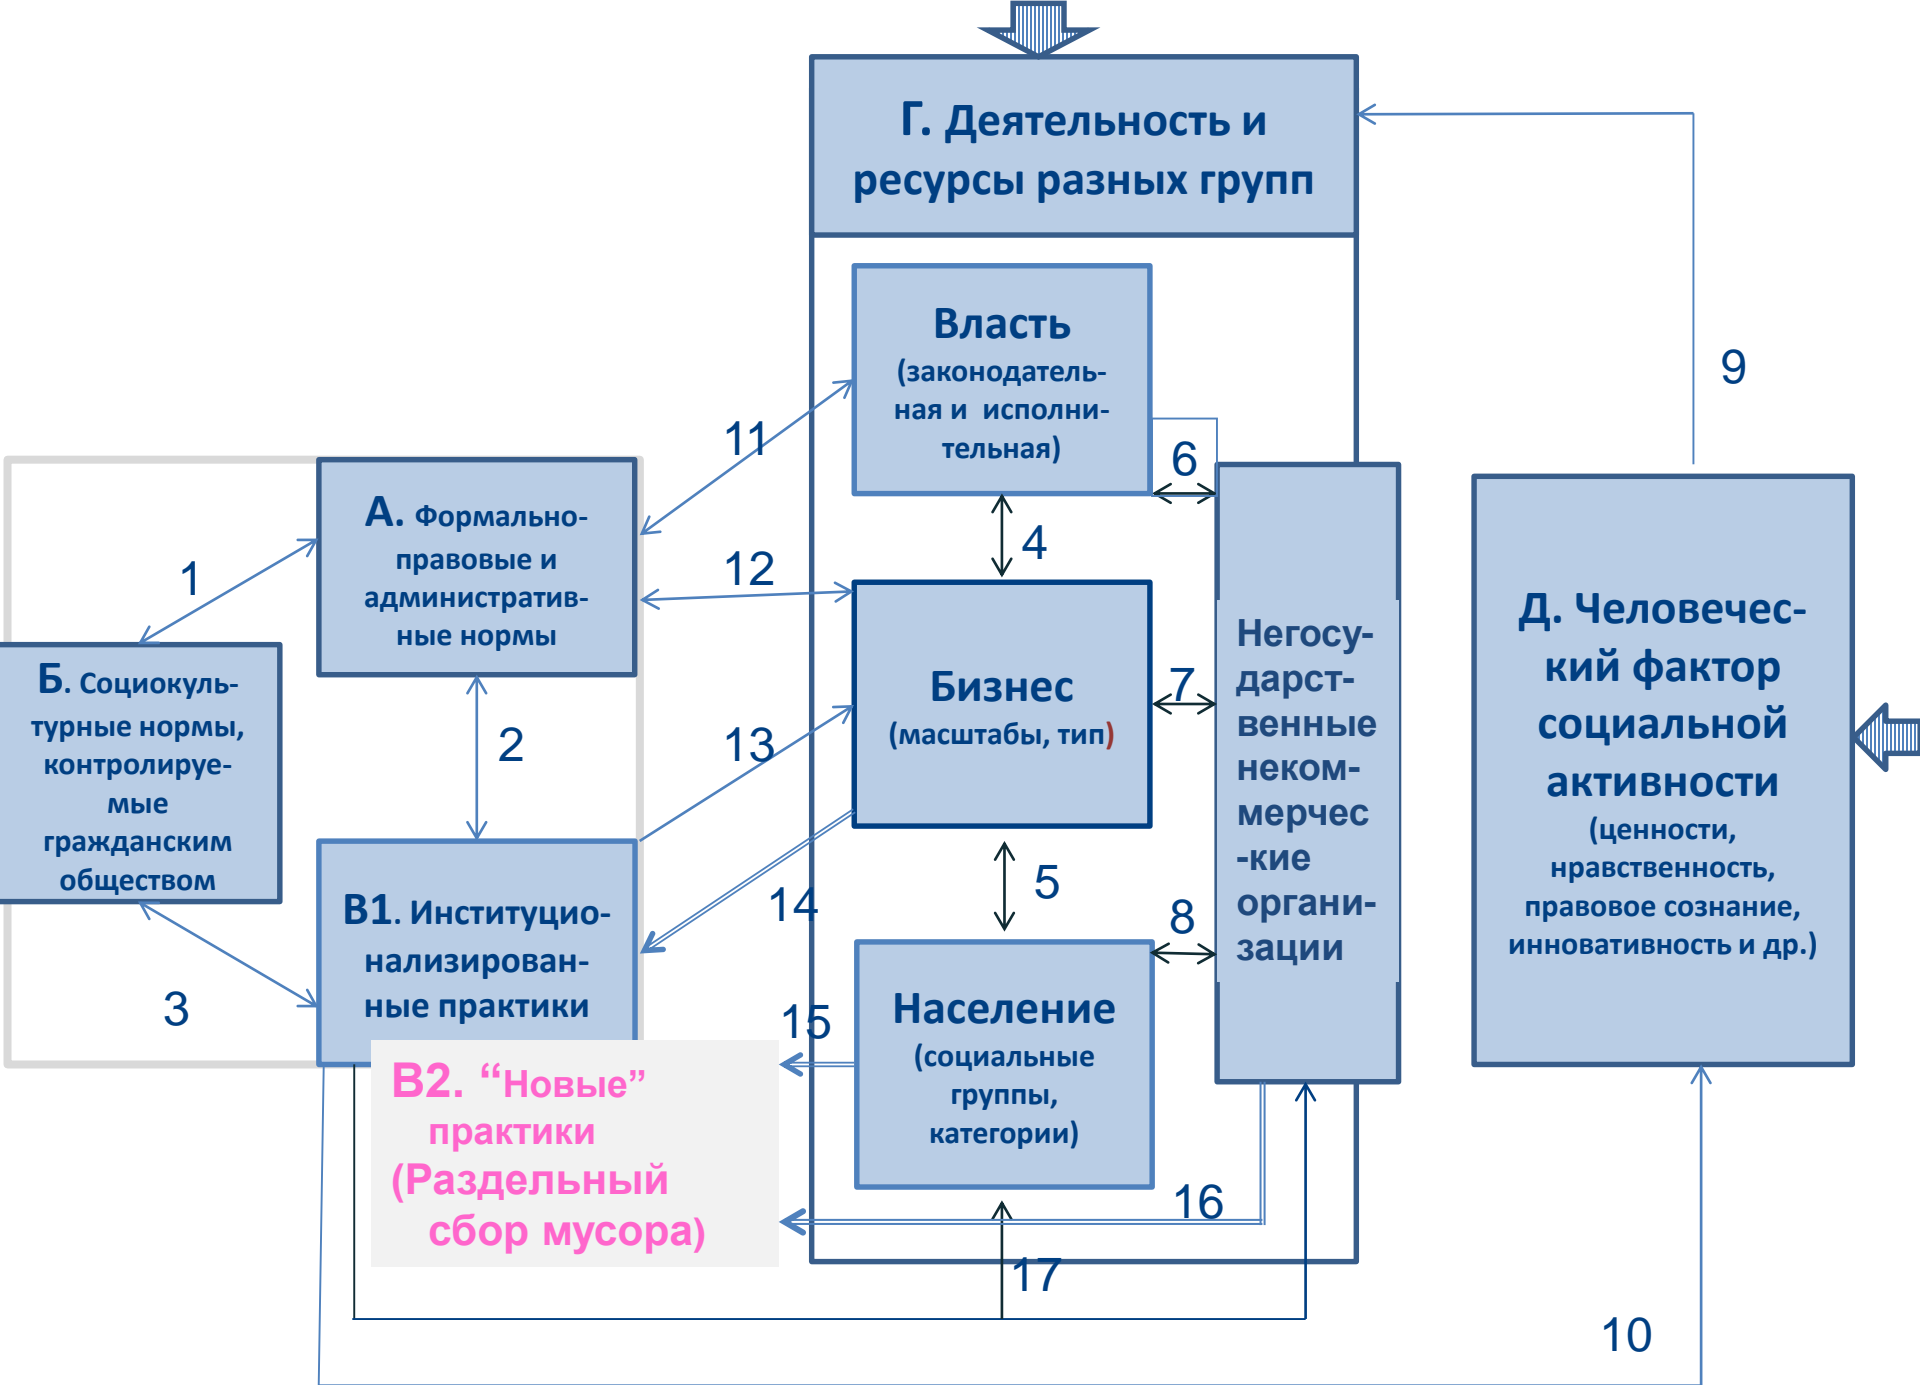 Г. Деятельность и
ресурсы разных групп
Власть
(законодатель-
ная и исполни-
тельная)
9
11
6
А. Формально-
правовые и
административ-
ные нормы
1
12
4
Б. Социокуль-
турные нормы,
контролируе-
мые
гражданским
обществом
2
13
Бизнес
(масштабы, тип)
7
Негосу-
дарст-
венные
неком-
мерчес
-кие
органи-
зации
Д. Человечес-
кий фактор
социальной
активности
(ценности,
нравственность,
правовое сознание,
инновативность и др.)
5
14
8
В1. Институцио-
нализирован-
ные практики
3
15
Население
(социальные
группы,
категории)
В2. “Новые”
практики
(Раздельный
сбор мусора)
16
17
10